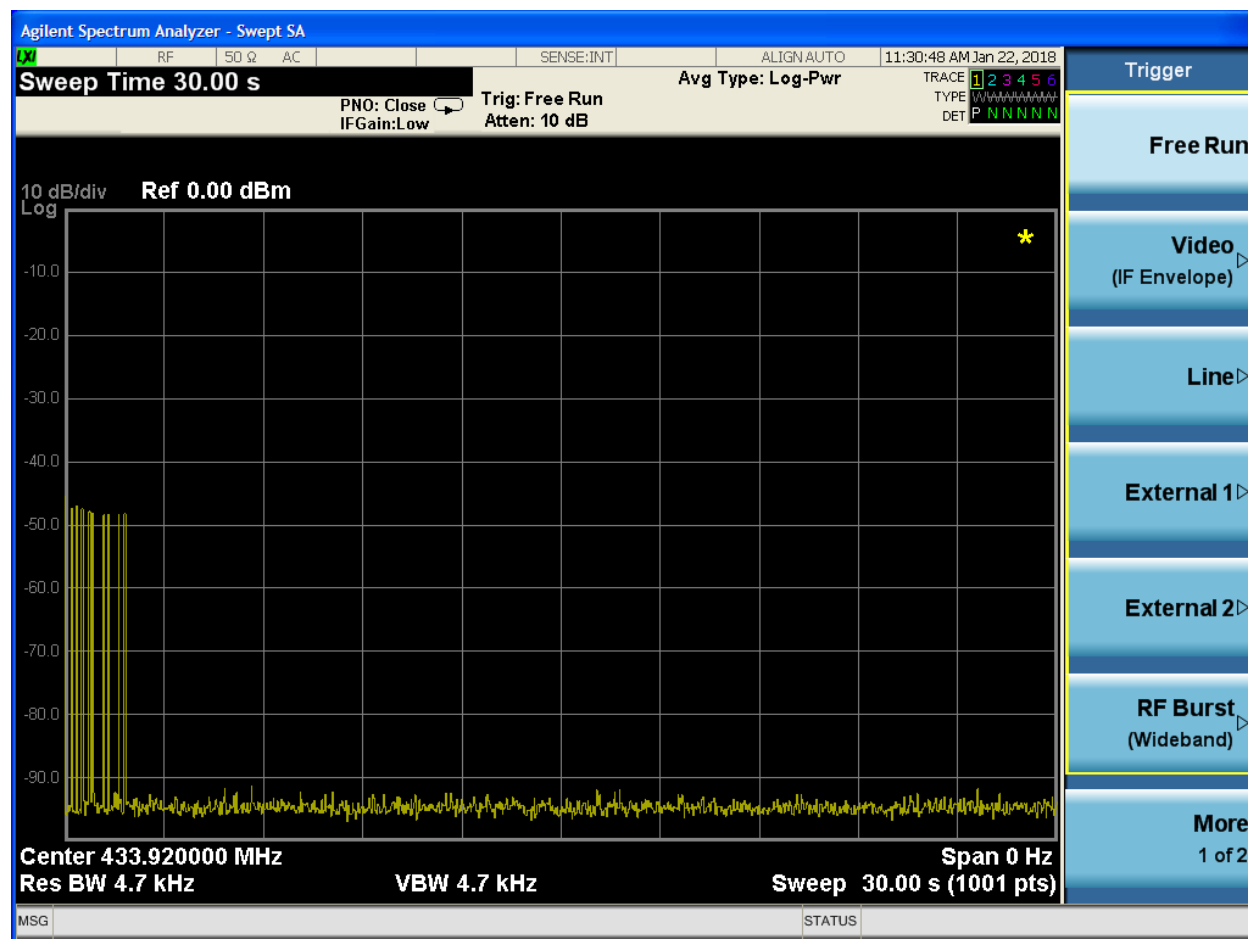 Agilent Spectrum Analyzer - Swept SA
LXI RF 50 Ω AC SENSE:INT ALIGN AUTO 11:30:48 AM Jan 22, 2018
Sweep Time 30.00 s
PNO: Close
IFGain:Low
Trig: Free Run
Atten: 10 dB
Avg Type: Log-Pwr
TRACE 1 2 3 4 5 6
TYPE
DET P N N N N N
10 dB/div Ref 0.00 dBm
Log
*
-10.0
-20.0
-30.0
-40.0
-50.0
-60.0
-70.0
-80.0
-90.0
Center 433.920000 MHz Span 0 Hz
Res BW 4.7 kHz VBW 4.7 kHz Sweep 30.00 s (1001 pts)
MSG STATUS
Trigger
Free Run
Video
(IF Envelope)
Line
External 1
External 2
RF Burst
(Wideband)
More
1 of 2